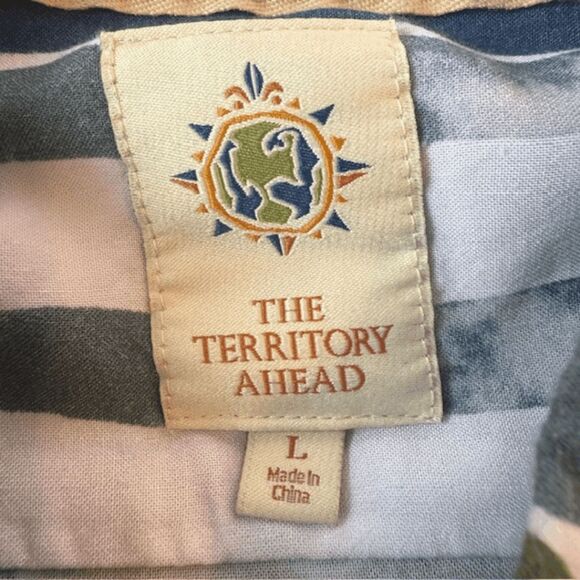 THE
TERRITORY
AHEAD
L
Made In
China